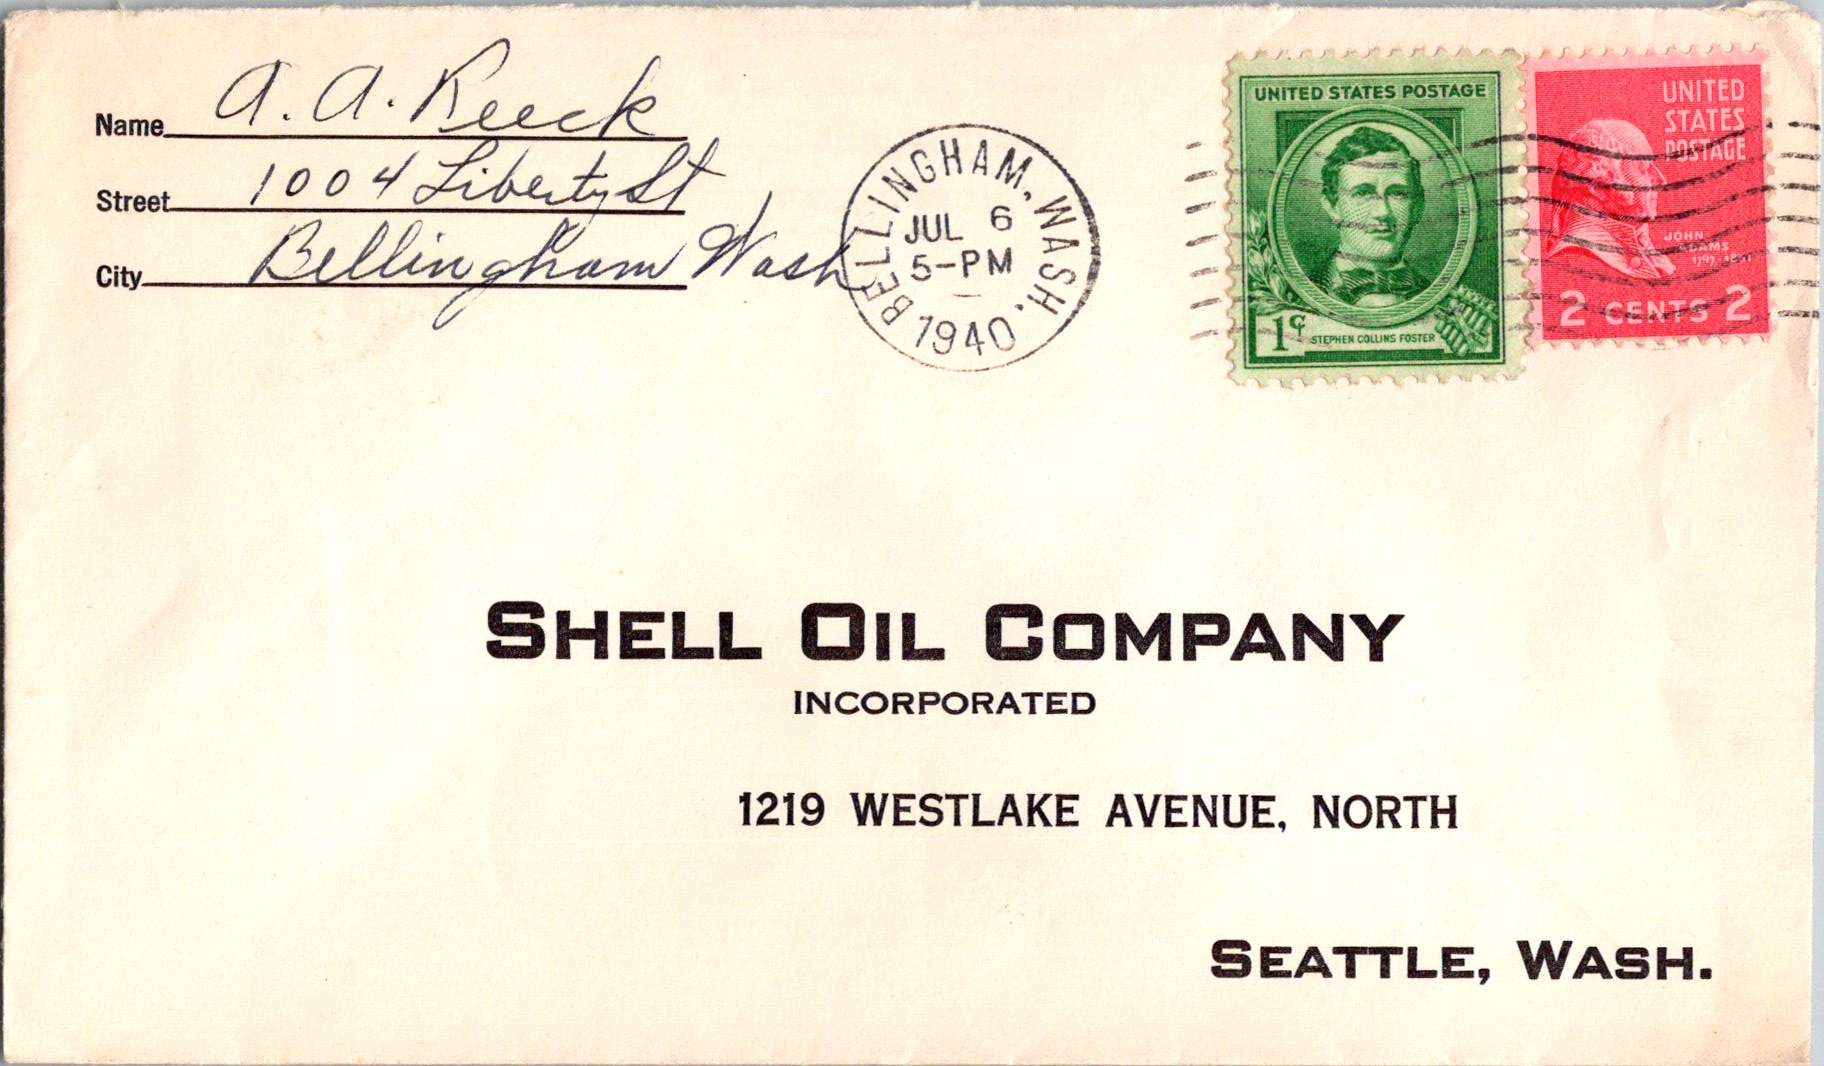 Name A. A. Reeck
Street 1004 Liberty St
City Bellingham Wash
BELLINGHAM, WASH.
JUL 6
5-PM
1940
UNITED STATES POSTAGE
1¢
STEPHEN COLLINS FOSTER
UNITED
STATES
POSTAGE
JOHN
ADAMS
2 CENTS 2
SHELL OIL COMPANY
INCORPORATED
1219 WESTLAKE AVENUE, NORTH
SEATTLE, WASH.